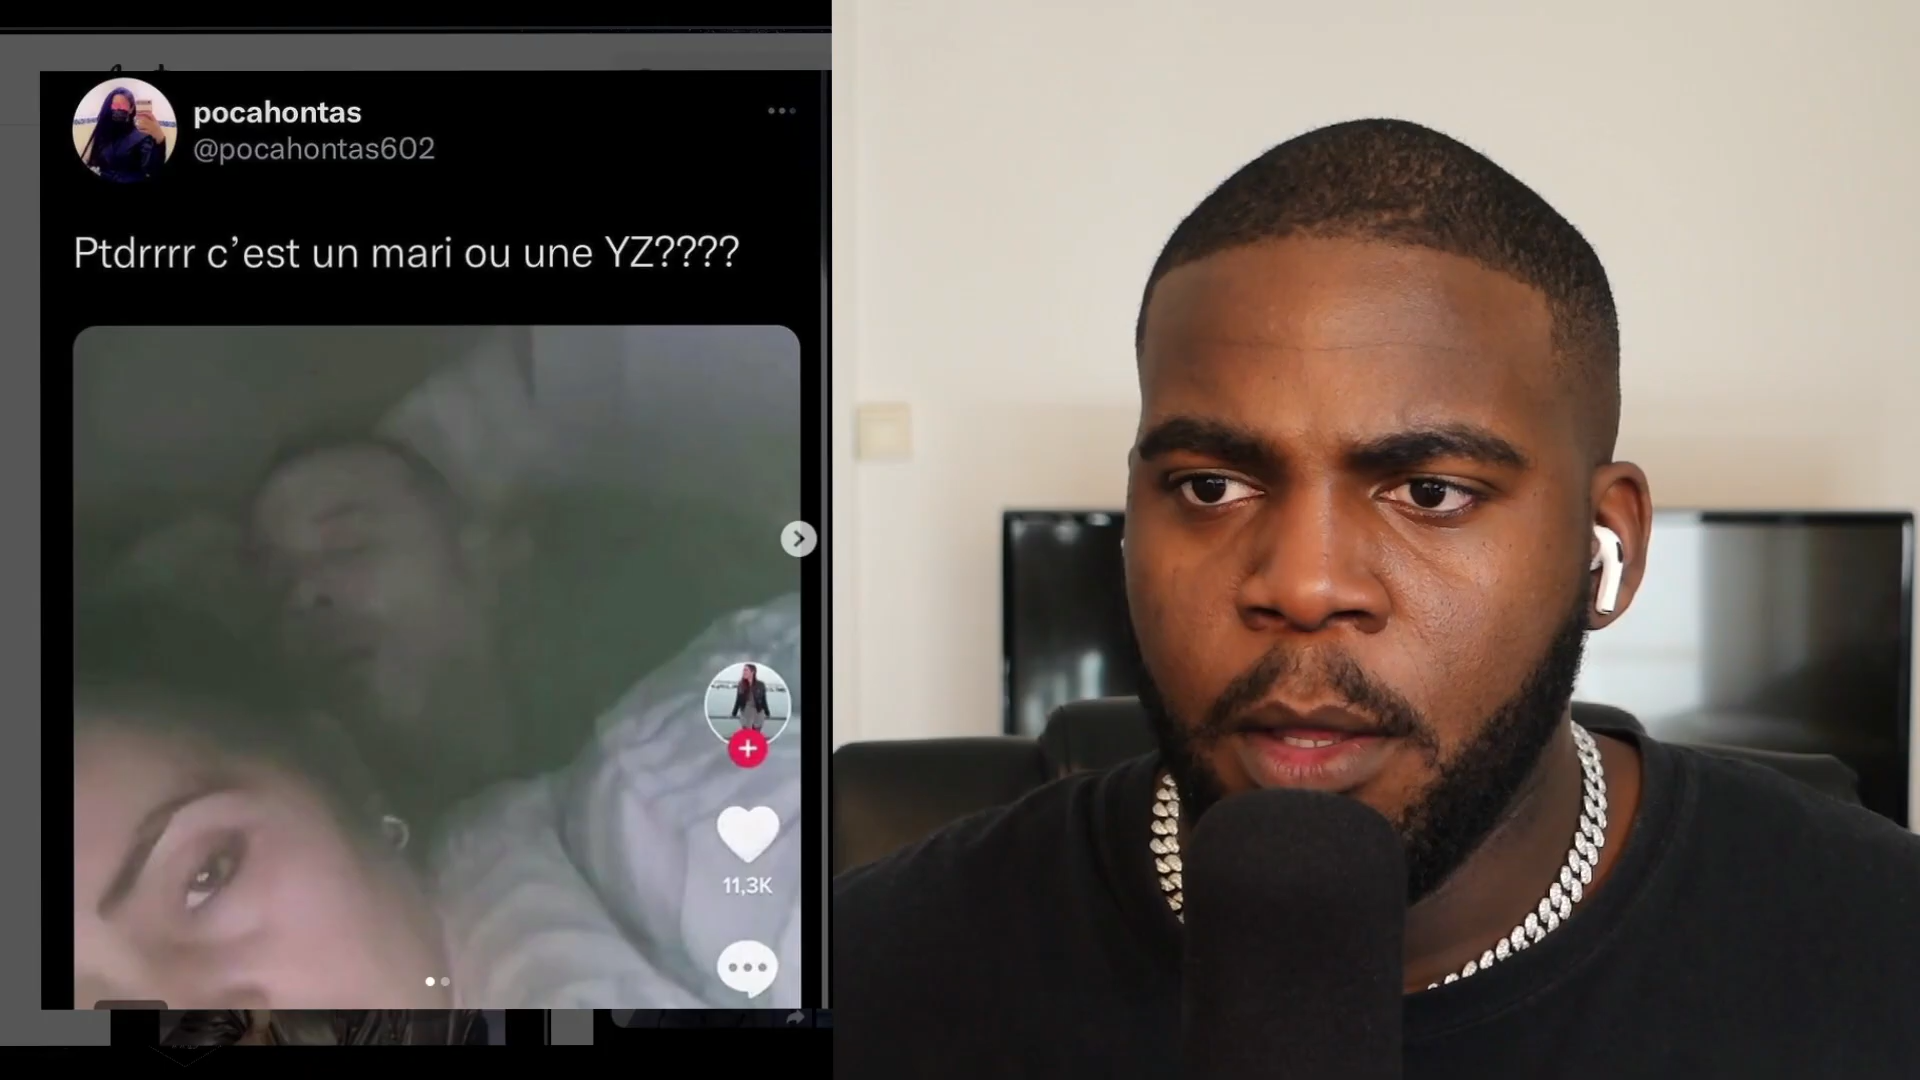 pocahontas
@pocahontas602
Ptdrrrr c’est un mari ou une YZ????
11,3K